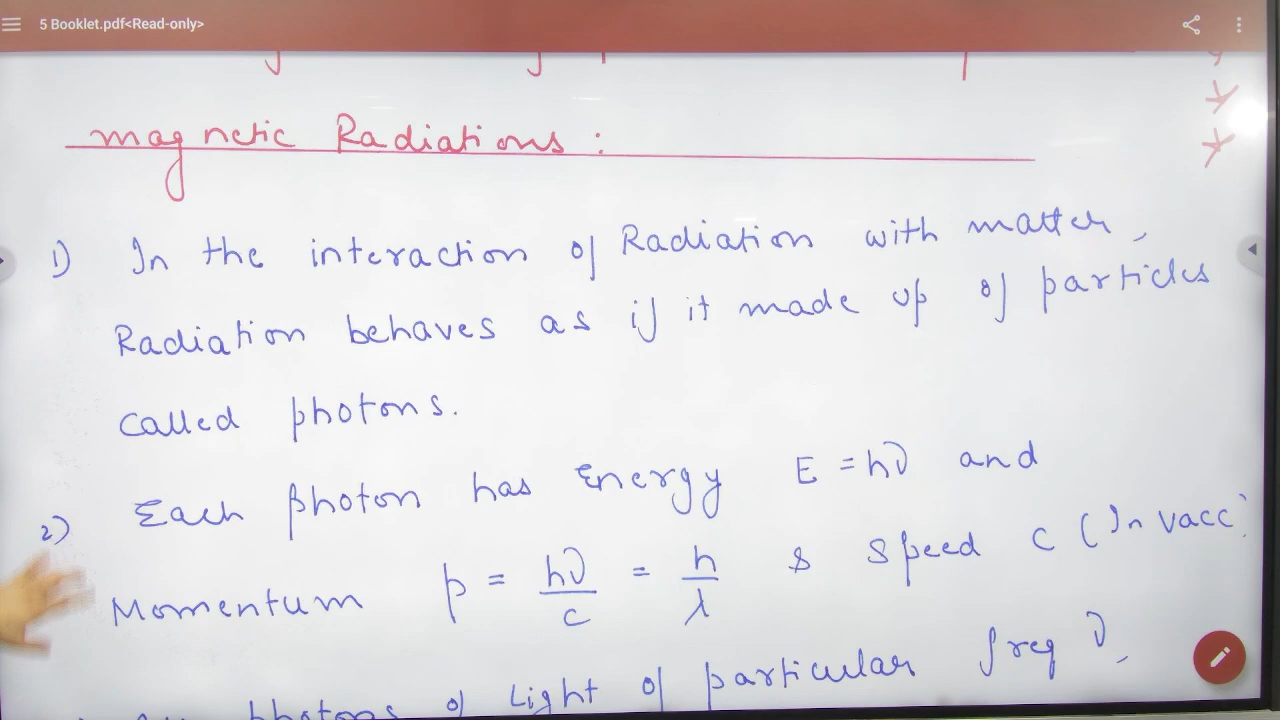 5 Booklet.pdf<Read-only>
magnetic Radiations:
1) In the interaction of Radiation with matter,
Radiation behaves as if it made up of particles
called photons.
2) Each photon has Energy E = hν and
Momentum p = hν/c = h/λ & speed c (In vacc
photons of Light of particular freq ν,